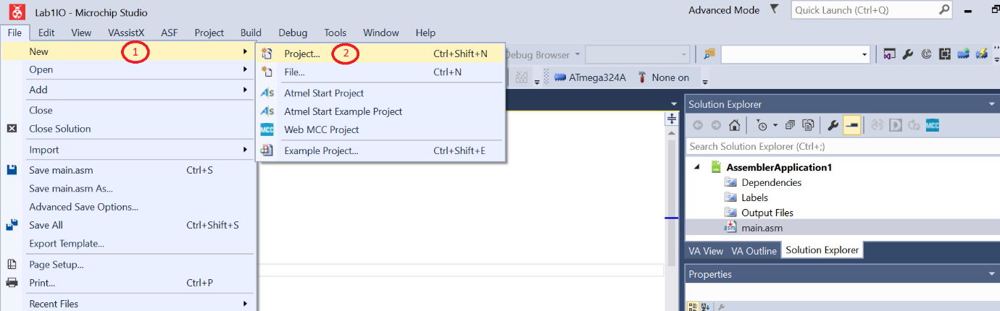 Lab1IO - Microchip Studio
Advanced Mode
Quick Launch (Ctrl+Q)
File Edit View VAssistX ASF Project Build Debug Tools Window Help
New 1
Project... 2 Ctrl+Shift+N
Debug Browser
Open
File... Ctrl+N
ATmega324A None on
Add
Atmel Start Project
Close
Atmel Start Example Project
Close Solution
Web MCC Project
MCC
MCC
Import
Example Project... Ctrl+Shift+E
Save main.asm Ctrl+S
Save main.asm As...
Advanced Save Options...
Save All Ctrl+Shift+S
Export Template...
Page Setup...
Print... Ctrl+P
Recent Files
Solution Explorer
Search Solution Explorer (Ctrl+;)
AssemblerApplication1
Dependencies
Labels
Output Files
asm main.asm
VA View VA Outline Solution Explorer
Properties